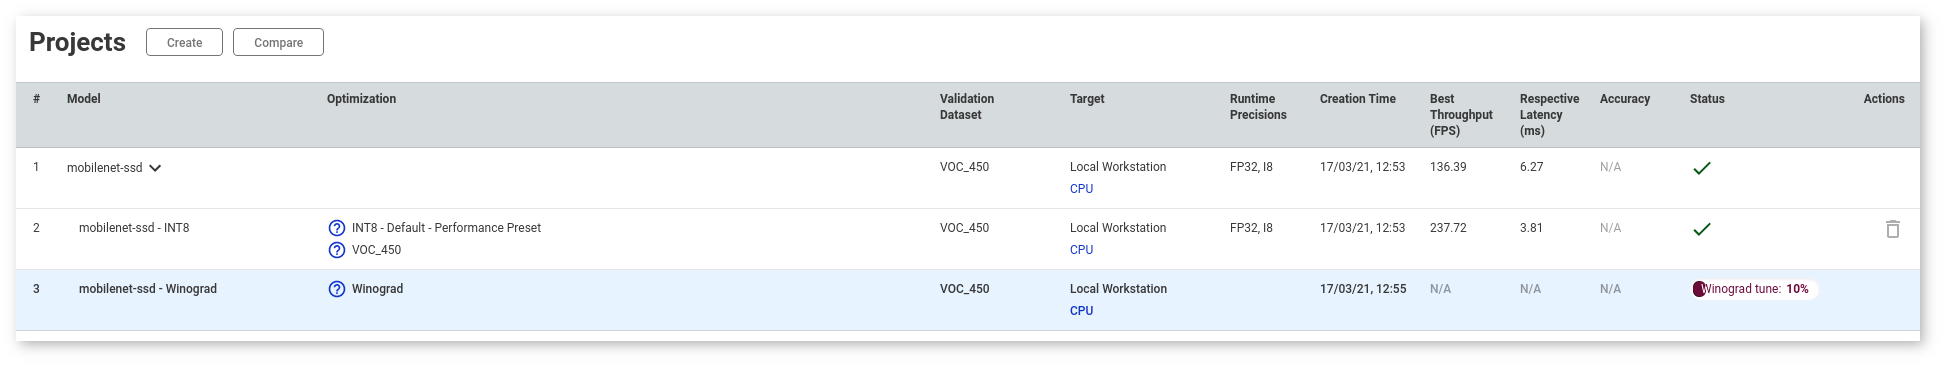 Projects Create Compare
# Model Optimization Validation Dataset Target Runtime Precisions Creation Time Best Throughput (FPS) Respective Latency (ms) Accuracy Status Actions
1 mobilenet-ssd VOC_450 Local Workstation FP32, I8 17/03/21, 12:53 136.39 6.27 N/A
CPU
2 mobilenet-ssd - INT8 INT8 - Default - Performance Preset VOC_450 Local Workstation FP32, I8 17/03/21, 12:53 237.72 3.81 N/A
VOC_450 CPU
3 mobilenet-ssd - Winograd Winograd VOC_450 Local Workstation 17/03/21, 12:55 N/A N/A N/A Winograd tune: 10%
CPU